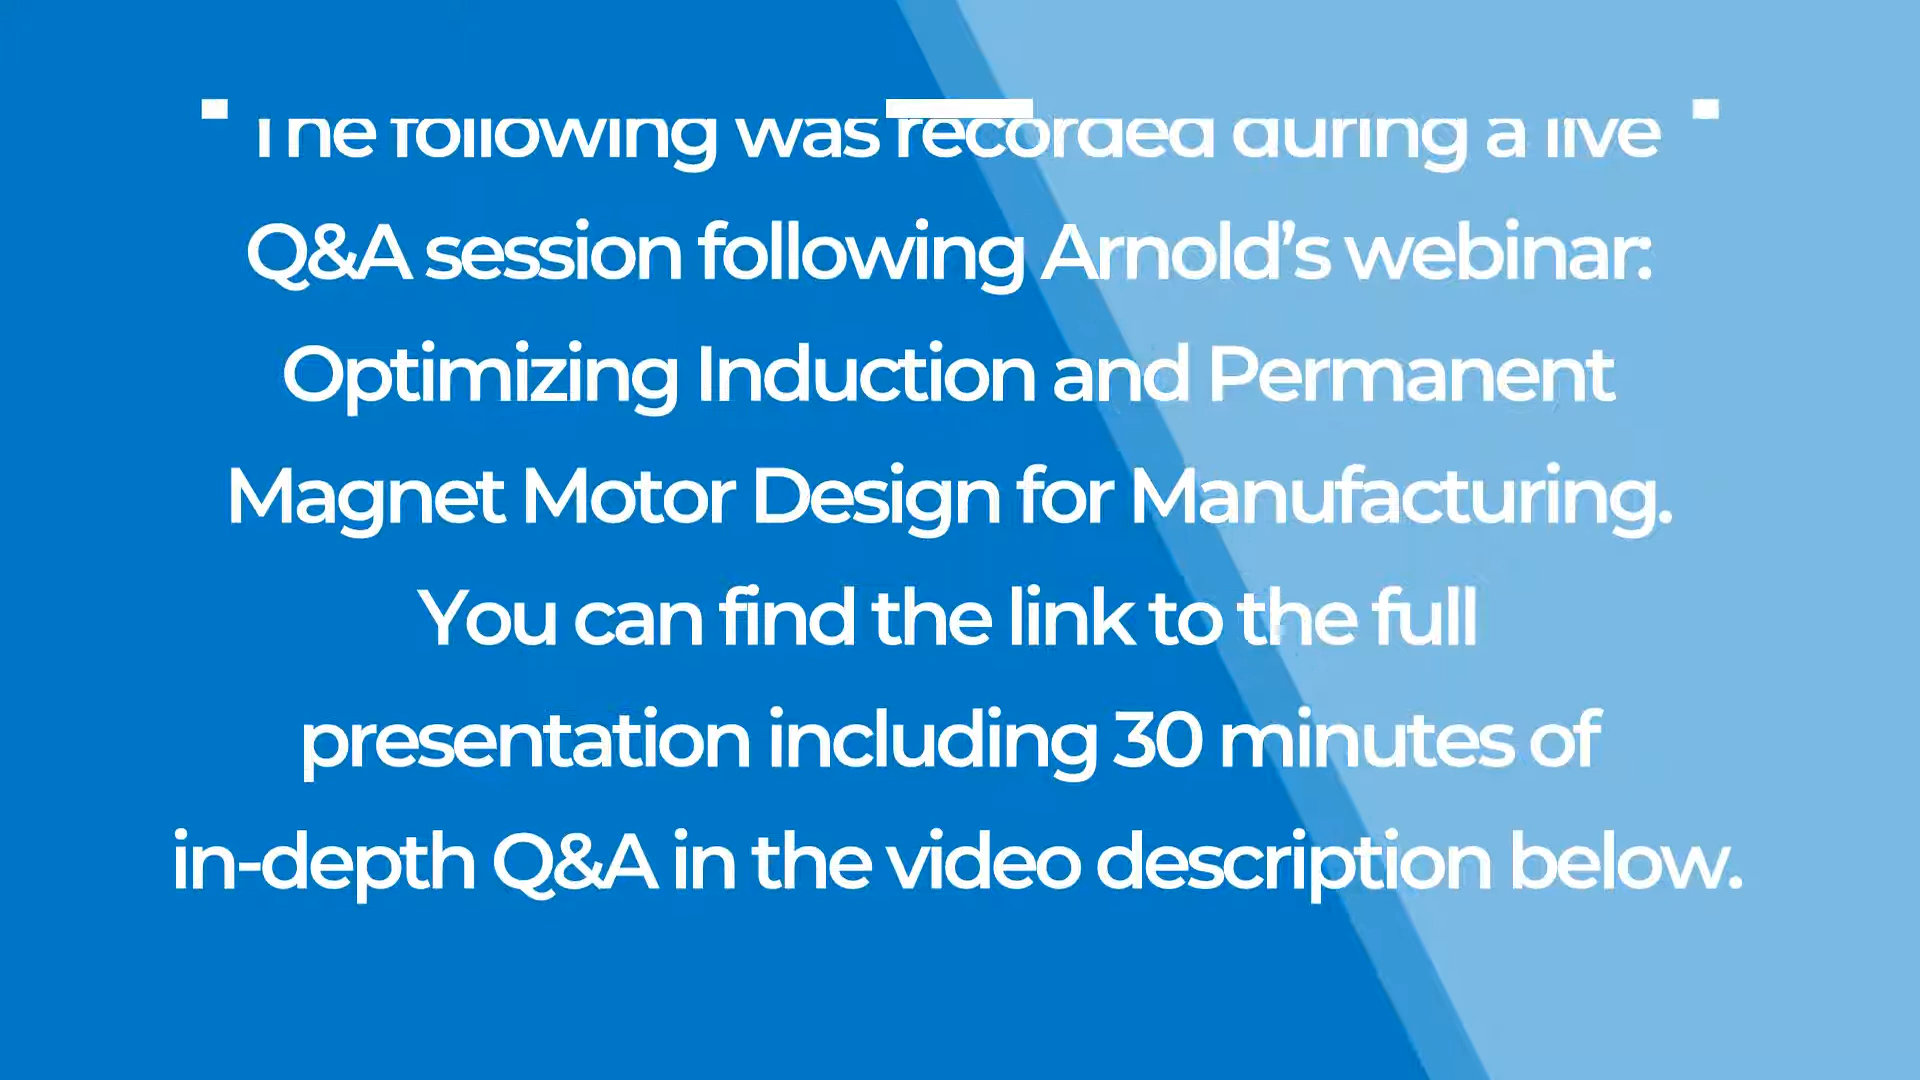 The following was recorded during a live
Q&A session following Arnold’s webinar:
Optimizing Induction and Permanent
Magnet Motor Design for Manufacturing.
You can find the link to the full
presentation including 30 minutes of
in-depth Q&A in the video description below.